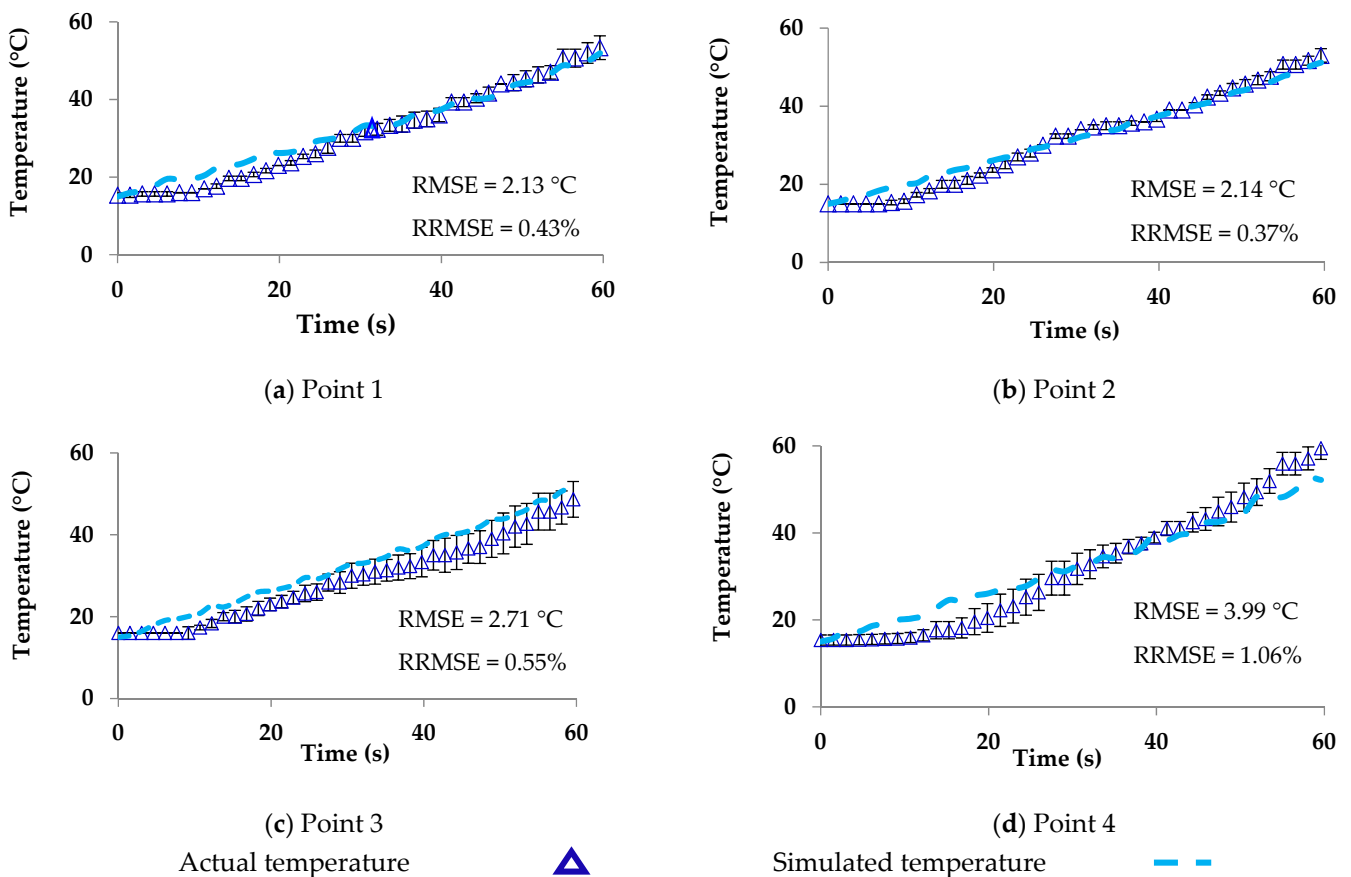 Temperature (°C)
60
40
20
0
0
20
40
60
Time (s)
RMSE = 2.13 °C
RRMSE = 0.43%
(a) Point 1
Temperature (°C)
60
40
20
0
0
20
40
60
Time (s)
RMSE = 2.14 °C
RRMSE = 0.37%
(b) Point 2
Temperature (°C)
60
40
20
0
0
20
40
60
Time (s)
RMSE = 2.71 °C
RRMSE = 0.55%
(c) Point 3
Temperature (°C)
60
40
20
0
0
20
40
60
Time (s)
RMSE = 3.99 °C
RRMSE = 1.06%
(d) Point 4
Actual temperature
Simulated temperature